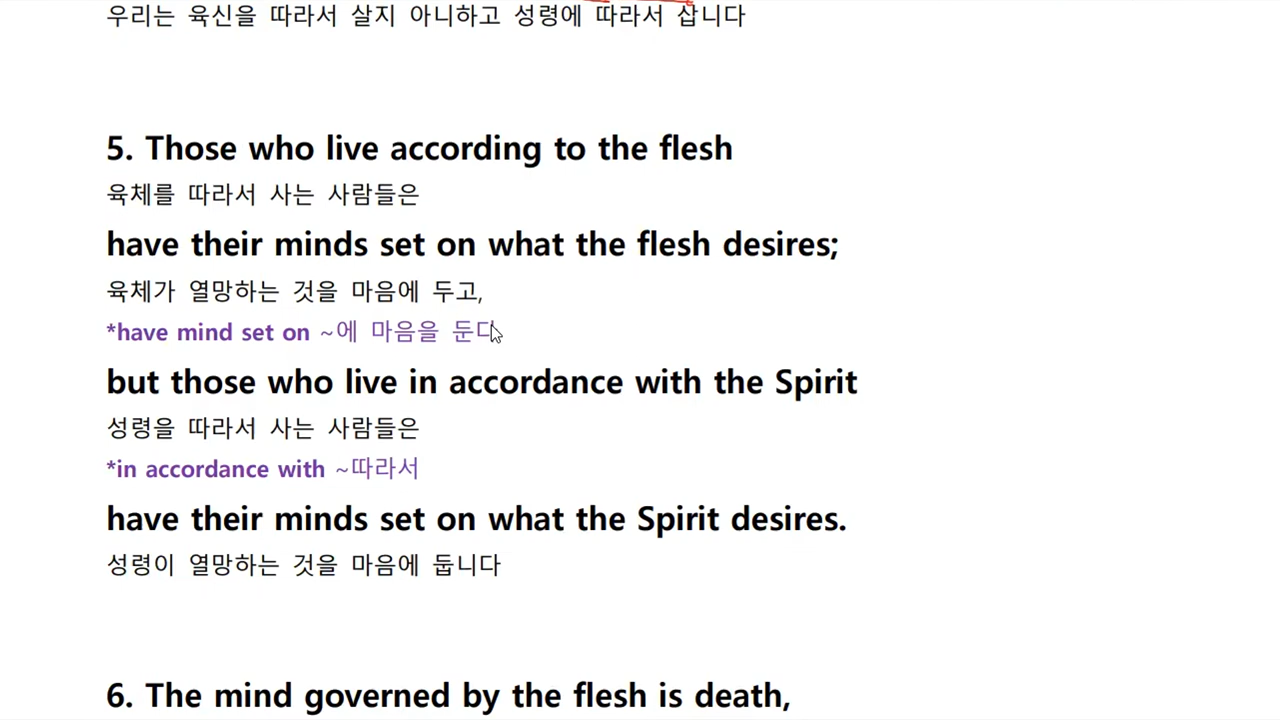 우리는 육신을 따라서 살지 아니하고 성령에 따라서 삽니다
5. Those who live according to the flesh
육체를 따라서 사는 사람들은
have their minds set on what the flesh desires;
육체가 열망하는 것을 마음에 두고,
*have mind set on ~에 마음을 둔다
but those who live in accordance with the Spirit
성령을 따라서 사는 사람들은
*in accordance with ~따라서
have their minds set on what the Spirit desires.
성령이 열망하는 것을 마음에 둡니다
6. The mind governed by the flesh is death,